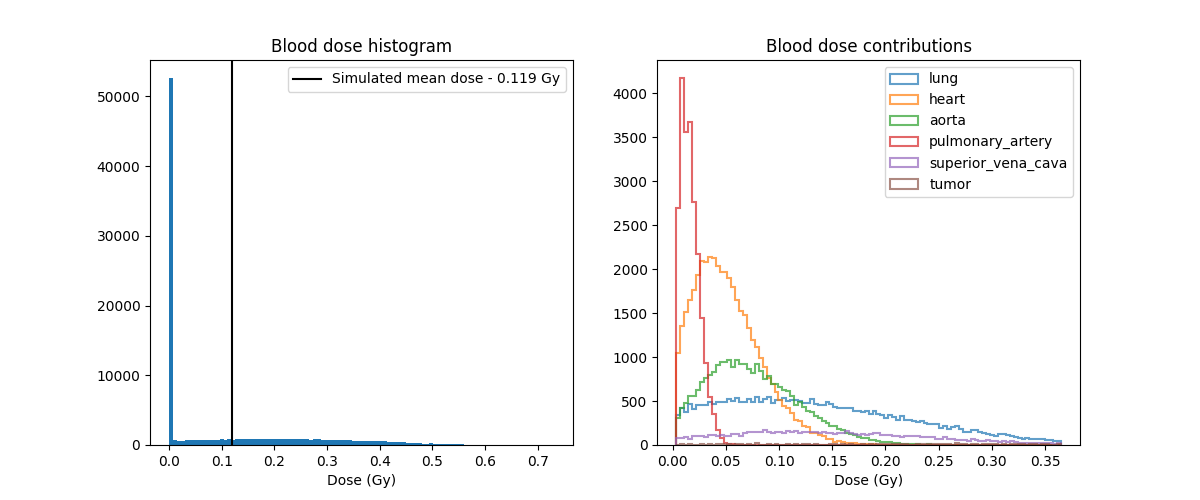 Blood dose histogram
Simulated mean dose - 0.119 Gy
50000
40000
30000
20000
10000
0
0.0 0.1 0.2 0.3 0.4 0.5 0.6 0.7
Dose (Gy)
Blood dose contributions
lung
heart
aorta
pulmonary_artery
superior_vena_cava
tumor
4000
3500
3000
2500
2000
1500
1000
500
0
0.00 0.05 0.10 0.15 0.20 0.25 0.30 0.35
Dose (Gy)